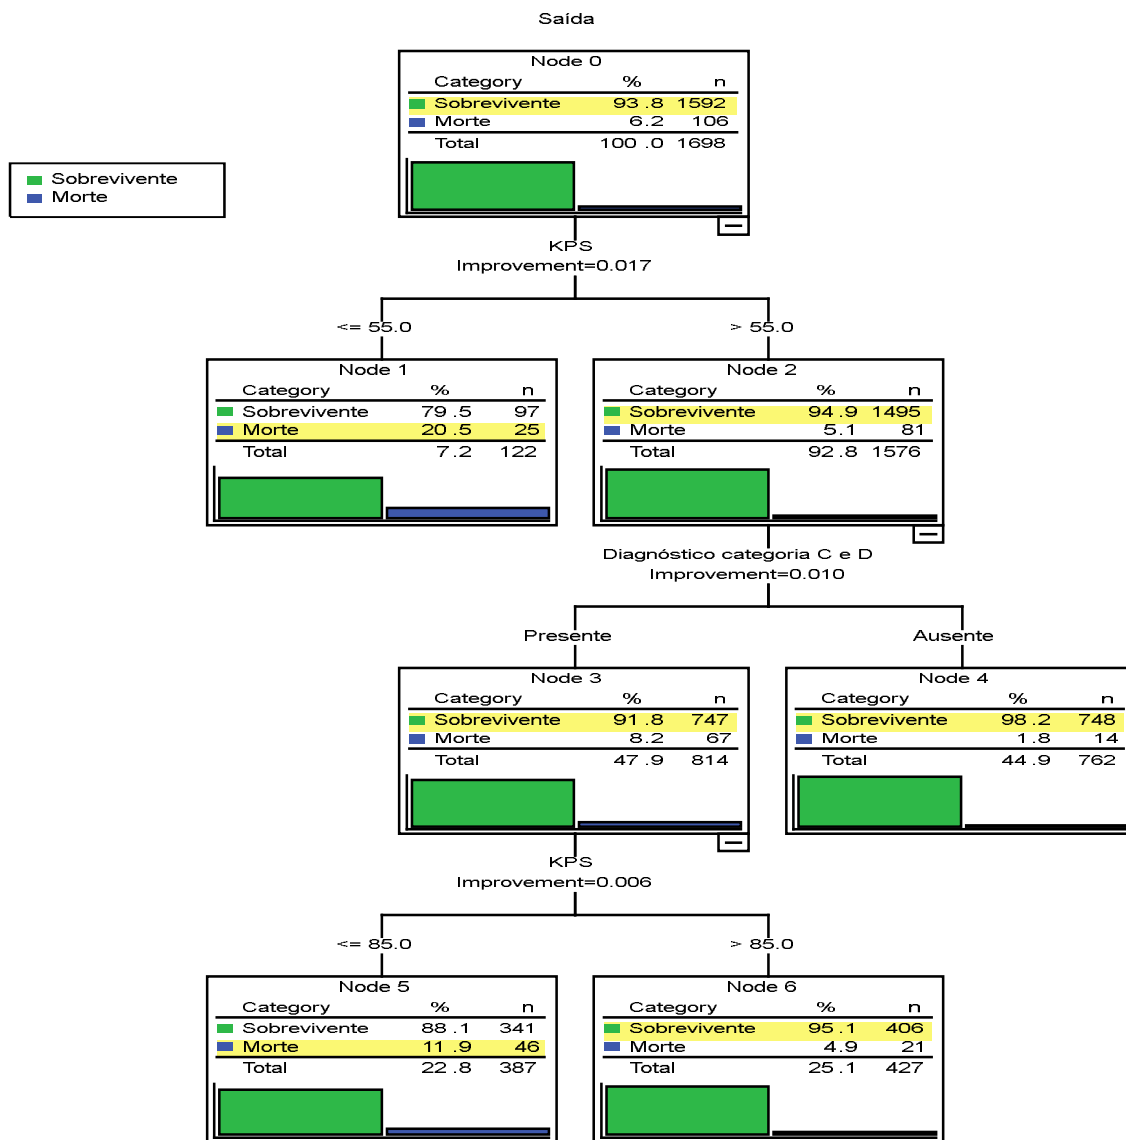 Saída
Node 0
Category % n
Sobrevivente 93 .8 1592
Morte 6.2 106
Total 100 .0 1698
Sobrevivente
Morte
KPS
Improvement=0.017
<= 55.0
> 55.0
Node 1
Category % n
Sobrevivente 79 .5 97
Morte 20 .5 25
Total 7 .2 122
Node 2
Category % n
Sobrevivente 94 .9 1495
Morte 5.1 81
Total 92.8 1576
Diagnóstico categoria C e D
Improvement=0.010
Presente
Ausente
Node 3
Category % n
Sobrevivente 91 .8 747
Morte 8.2 67
Total 47 .9 814
Node 4
Category % n
Sobrevivente 98 .2 748
Morte 1 .8 14
Total 44 .9 762
KPS
Improvement=0.006
<= 85.0
> 85.0
Node 5
Category % n
Sobrevivente 88 .1 341
Morte 11 .9 46
Total 22 .8 387
Node 6
Category % n
Sobrevivente 95 .1 406
Morte 4.9 21
Total 25 .1 427